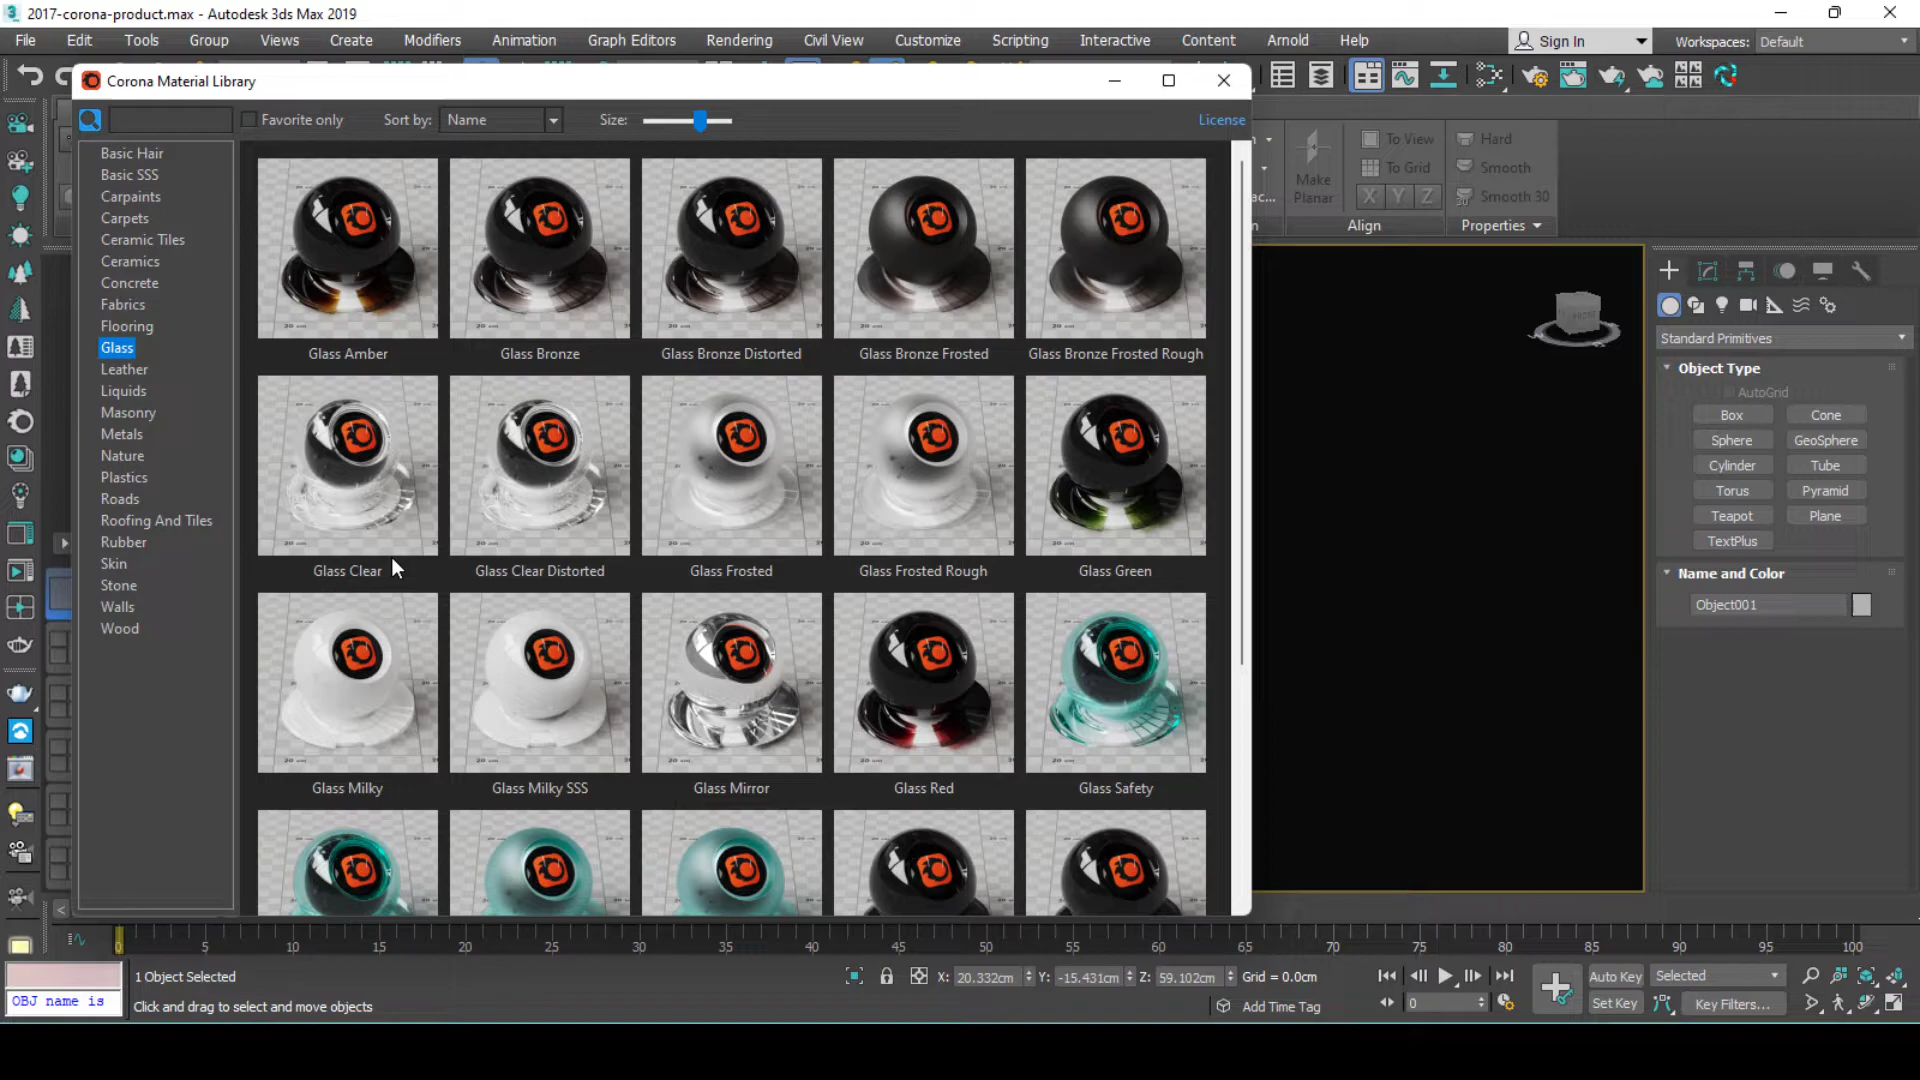 2017-corona-product.max - Autodesk 3ds Max 2019
File Edit Tools Group Views Create Modifiers Animation Graph Editors Rendering Civil View Customize Scripting Interactive Content Arnold Help
Sign In
Workspaces: Default
Corona Material Library
Favorite only
Sort by: Name
Size:
License
Basic Hair
Basic SSS
Carpaints
Carpets
Ceramic Tiles
Ceramics
Concrete
Fabrics
Flooring
Glass
Leather
Liquids
Masonry
Metals
Nature
Plastics
Roads
Roofing And Tiles
Rubber
Skin
Stone
Walls
Wood
Glass Amber
Glass Bronze
Glass Bronze Distorted
Glass Bronze Frosted
Glass Bronze Frosted Rough
Glass Clear
Glass Clear Distorted
Glass Frosted
Glass Frosted Rough
Glass Green
Glass Milky
Glass Milky SSS
Glass Mirror
Glass Red
Glass Safety
Make
Planar
To View
To Grid
X Y Z
Align
Hard
Smooth
Smooth 30
Properties
Standard Primitives
Object Type
AutoGrid
Box Cone
Sphere GeoSphere
Cylinder Tube
Torus Pyramid
Teapot Plane
TextPlus
Name and Color
Object001
0 5 10 15 20 25 30 35 40 45 50 55 60 65 70 75 80 85 90 95 100
1 Object Selected
X: 20.332cm Y: -15.431cm Z: 59.102cm Grid = 0.0cm
Auto Key Selected
OBJ name is
Click and drag to select and move objects
Add Time Tag
0
Set Key Key Filters...